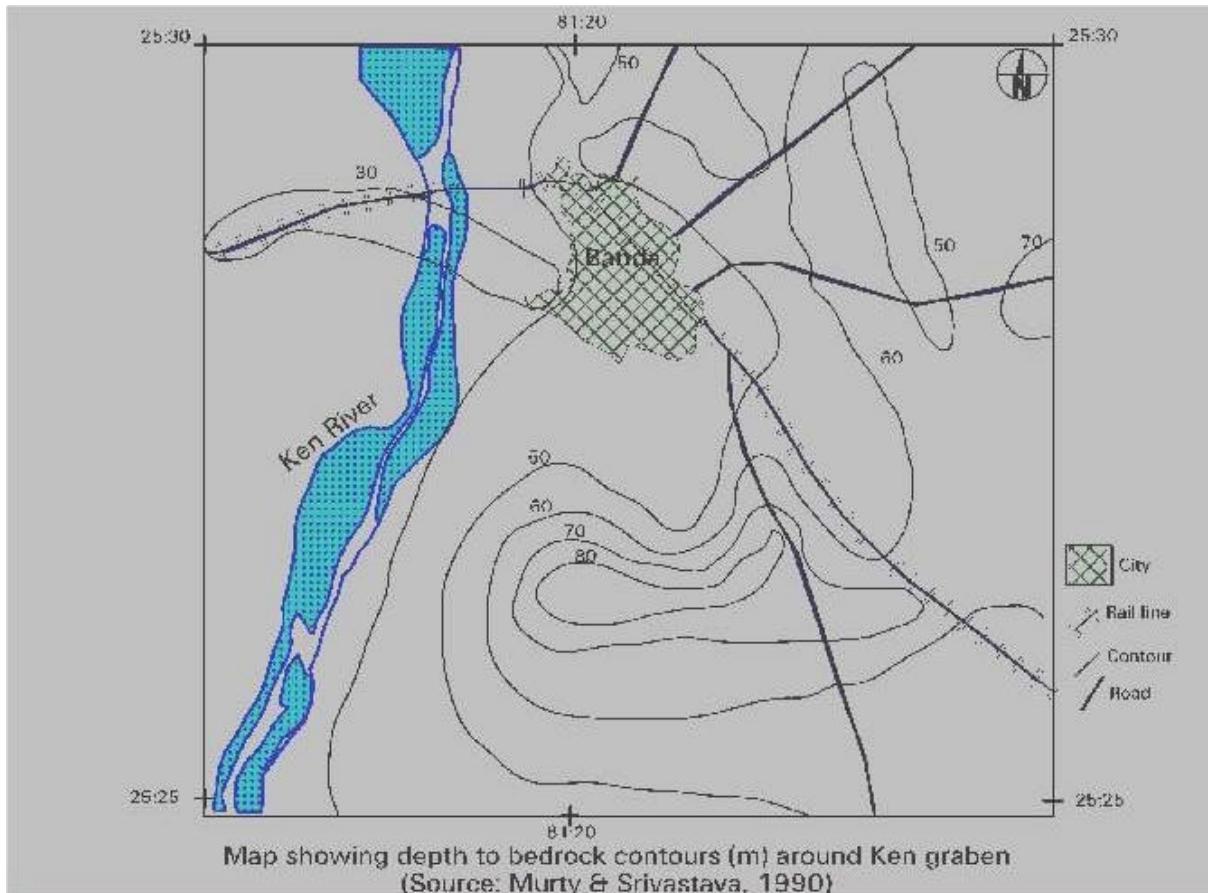 81:20
25:30
25:30
50
N
30
Banda
50
70
60
Ken River
60
60
70
80
City
Rail line
Contour
Road
25:25
25:25
81:20
Map showing depth to bedrock contours (m) around Ken graben
(Source: Murty & Srivastava, 1990)